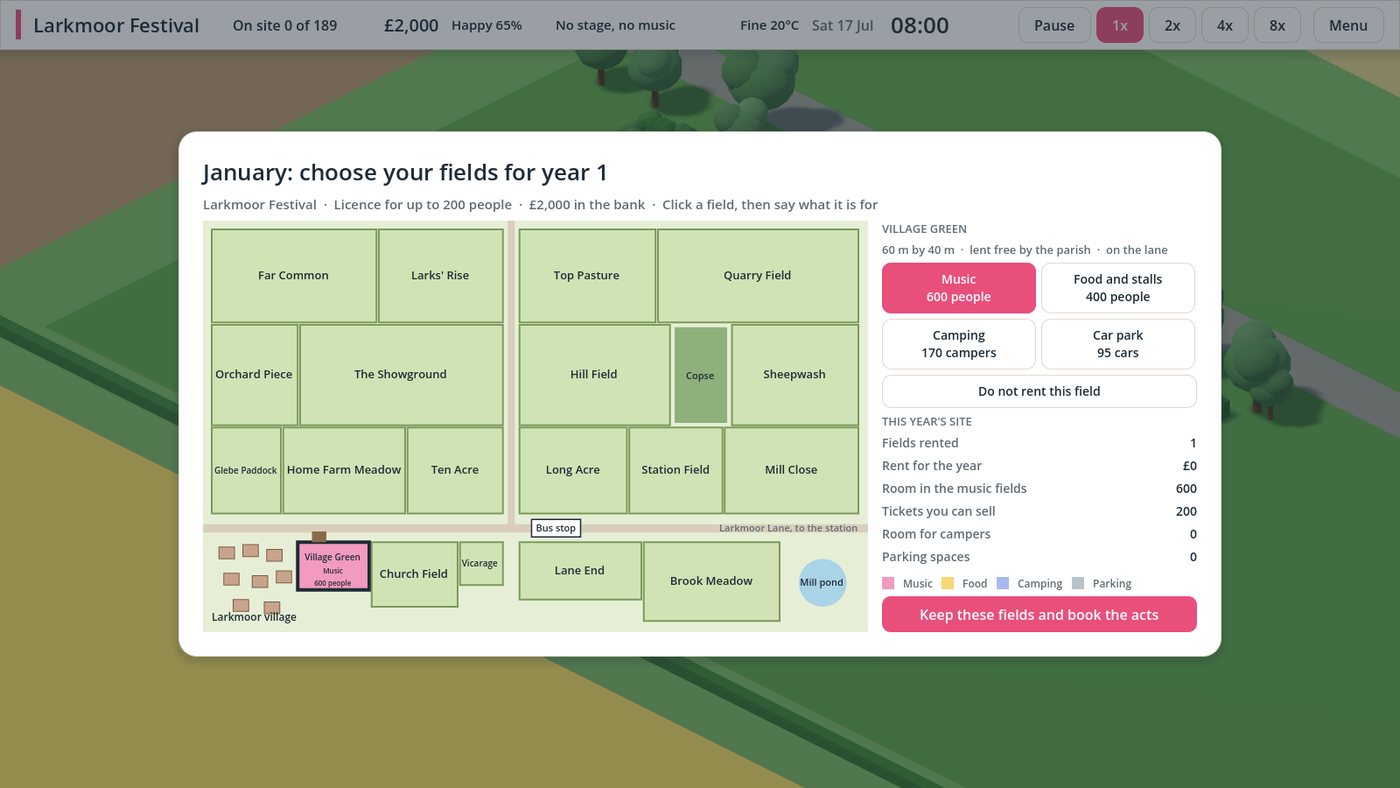 Larkmoor Festival
On site 0 of 189
£2,000
Happy 65%
No stage, no music
Fine 20°C
Sat 17 Jul
08:00
Pause
1x
2x
4x
8x
Menu
January: choose your fields for year 1
Larkmoor Festival · Licence for up to 200 people · £2,000 in the bank · Click a field, then say what it is for
Far Common
Larks' Rise
Top Pasture
Quarry Field
Orchard Piece
The Showground
Hill Field
Copse
Sheepwash
Glebe Paddock
Home Farm Meadow
Ten Acre
Long Acre
Station Field
Mill Close
Bus stop
Larkmoor Lane, to the station
Village Green
Music
600 people
Church Field
Vicarage
Lane End
Brook Meadow
Mill pond
Larkmoor village
VILLAGE GREEN
60 m by 40 m · lent free by the parish · on the lane
Music
600 people
Food and stalls
400 people
Camping
170 campers
Car park
95 cars
Do not rent this field
THIS YEAR'S SITE
Fields rented 1
Rent for the year £0
Room in the music fields 600
Tickets you can sell 200
Room for campers 0
Parking spaces 0
Music Food Camping Parking
Keep these fields and book the acts